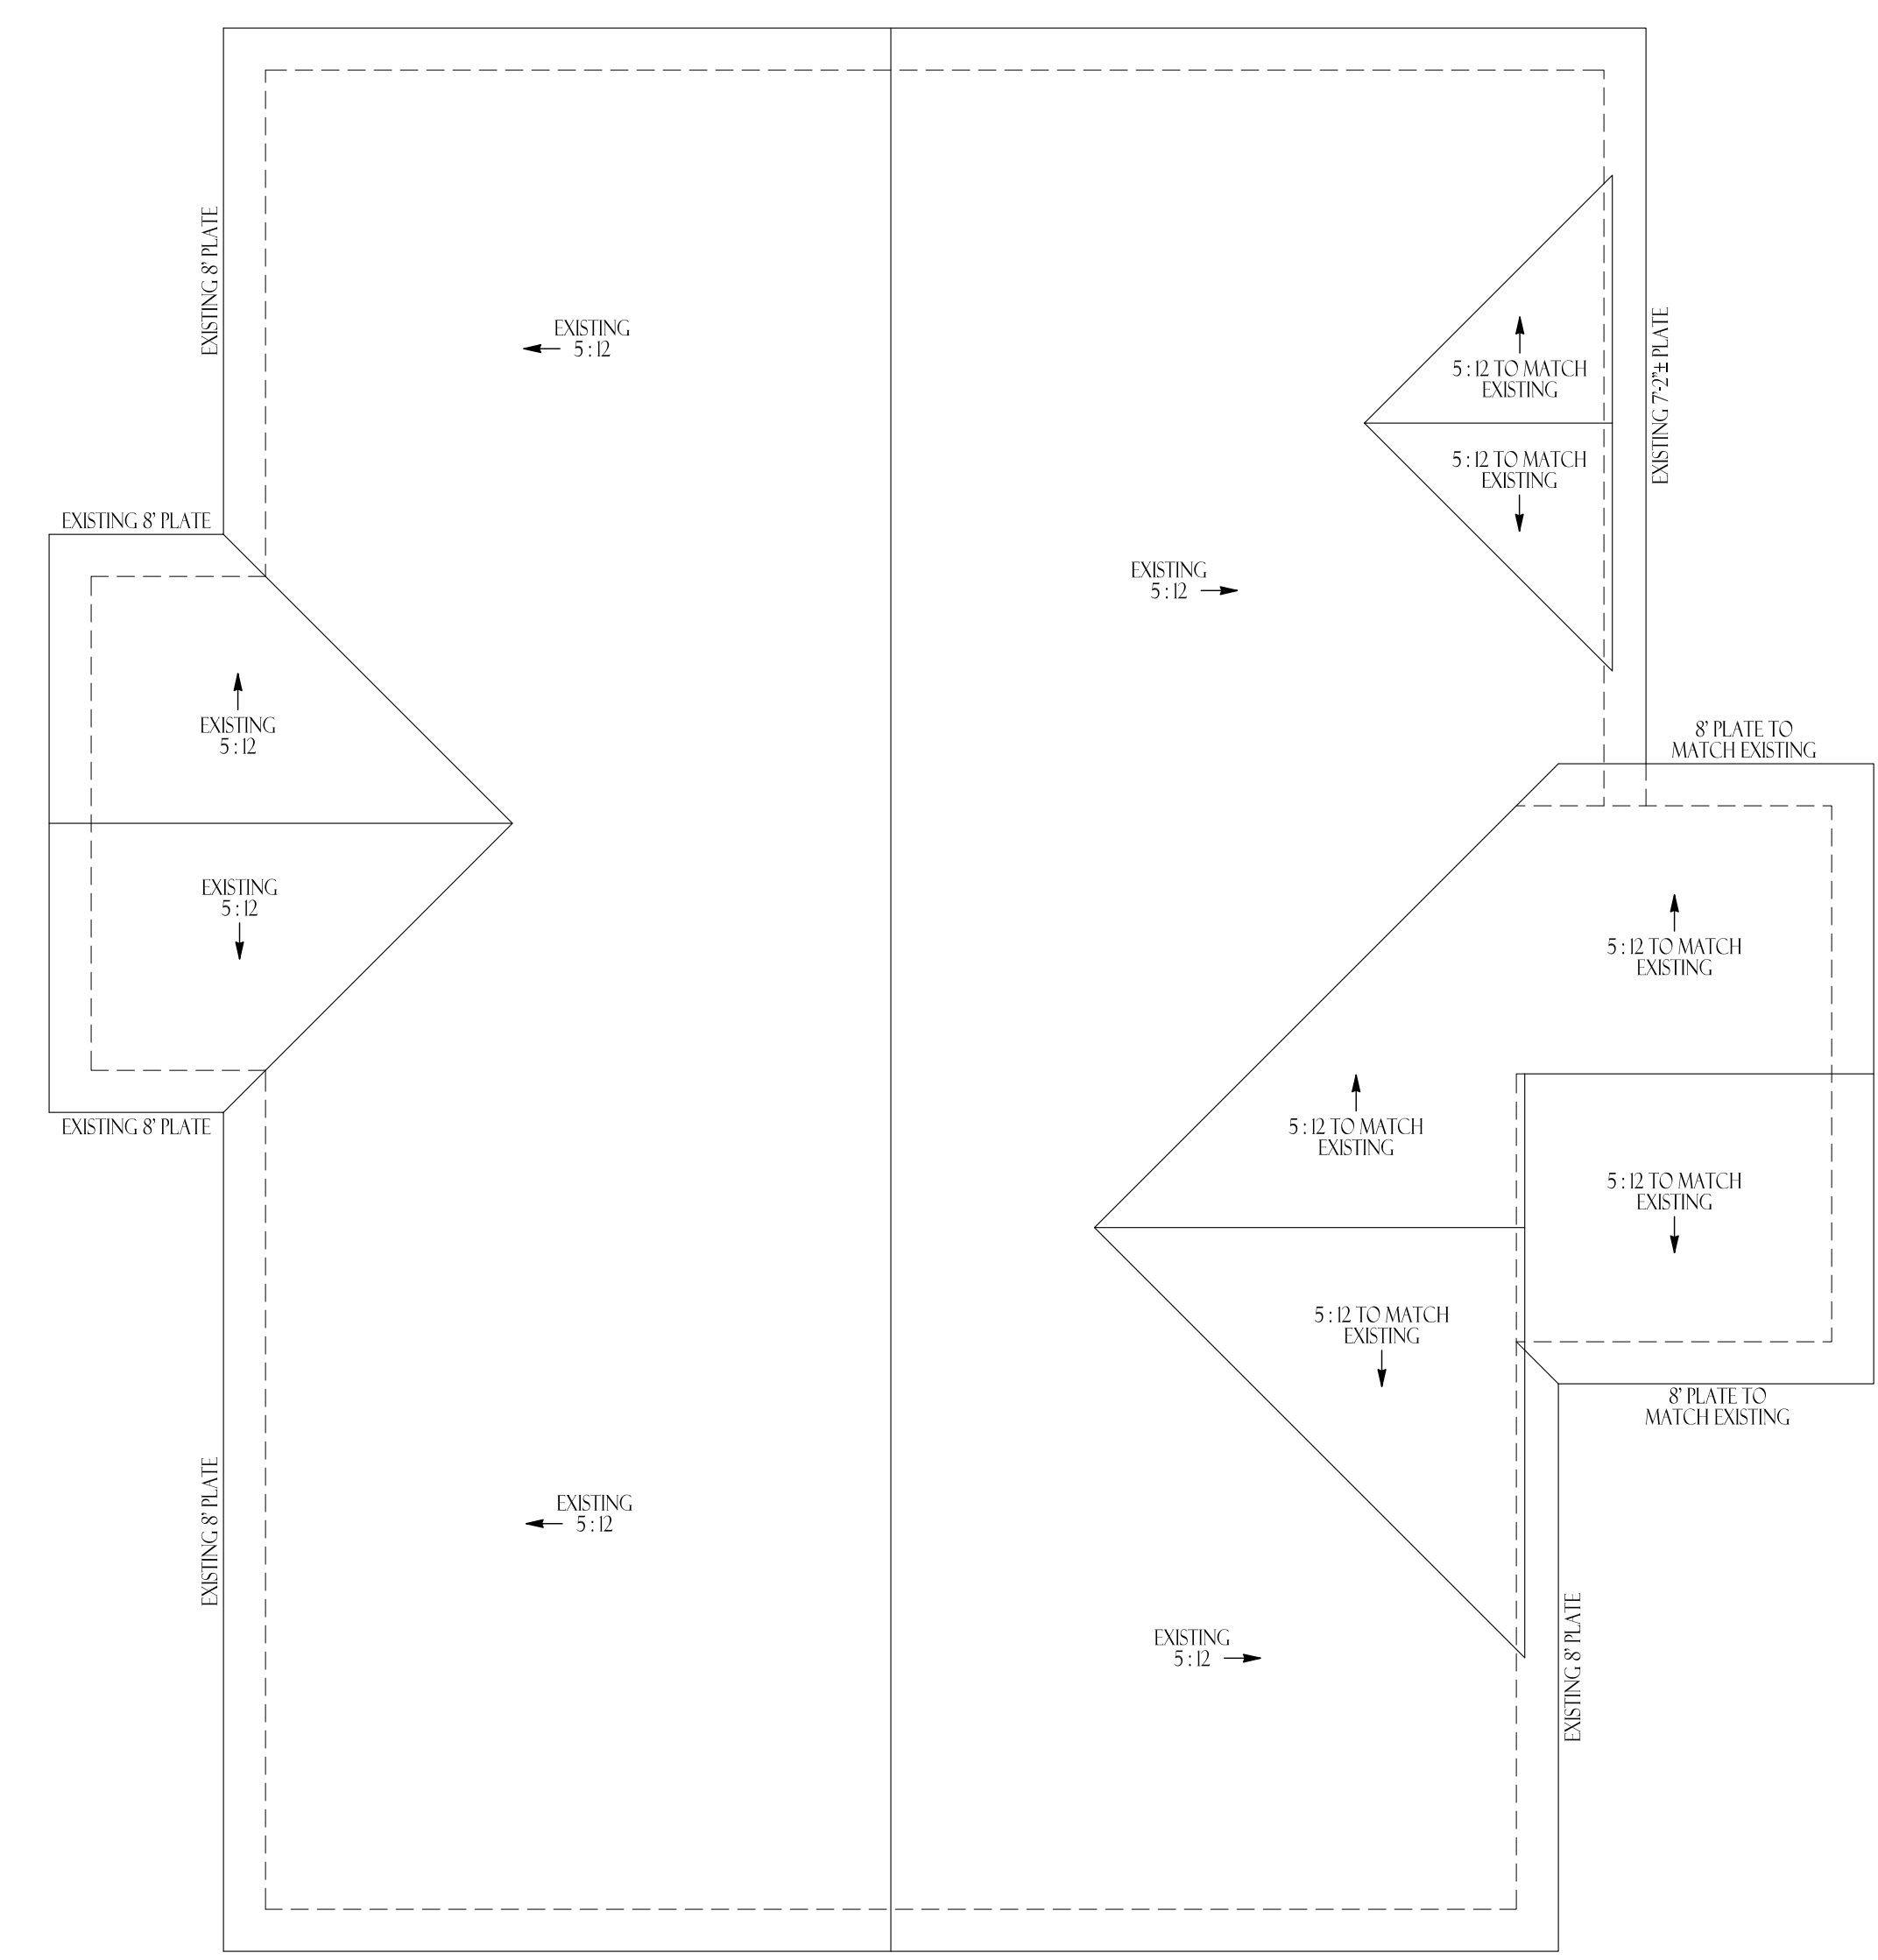 EXISTING 8' PLATE
EXISTING
5 : 12
5 : 12 TO MATCH
EXISTING
EXISTING 7'-2"± PLATE
5 : 12 TO MATCH
EXISTING
EXISTING 8' PLATE
EXISTING
5 : 12
EXISTING
5 : 12
8' PLATE TO
MATCH EXISTING
EXISTING
5 : 12
5 : 12 TO MATCH
EXISTING
EXISTING 8' PLATE
5 : 12 TO MATCH
EXISTING
5 : 12 TO MATCH
EXISTING
5 : 12 TO MATCH
EXISTING
8' PLATE TO
MATCH EXISTING
EXISTING 8' PLATE
EXISTING
5 : 12
EXISTING
5 : 12
EXISTING 8' PLATE